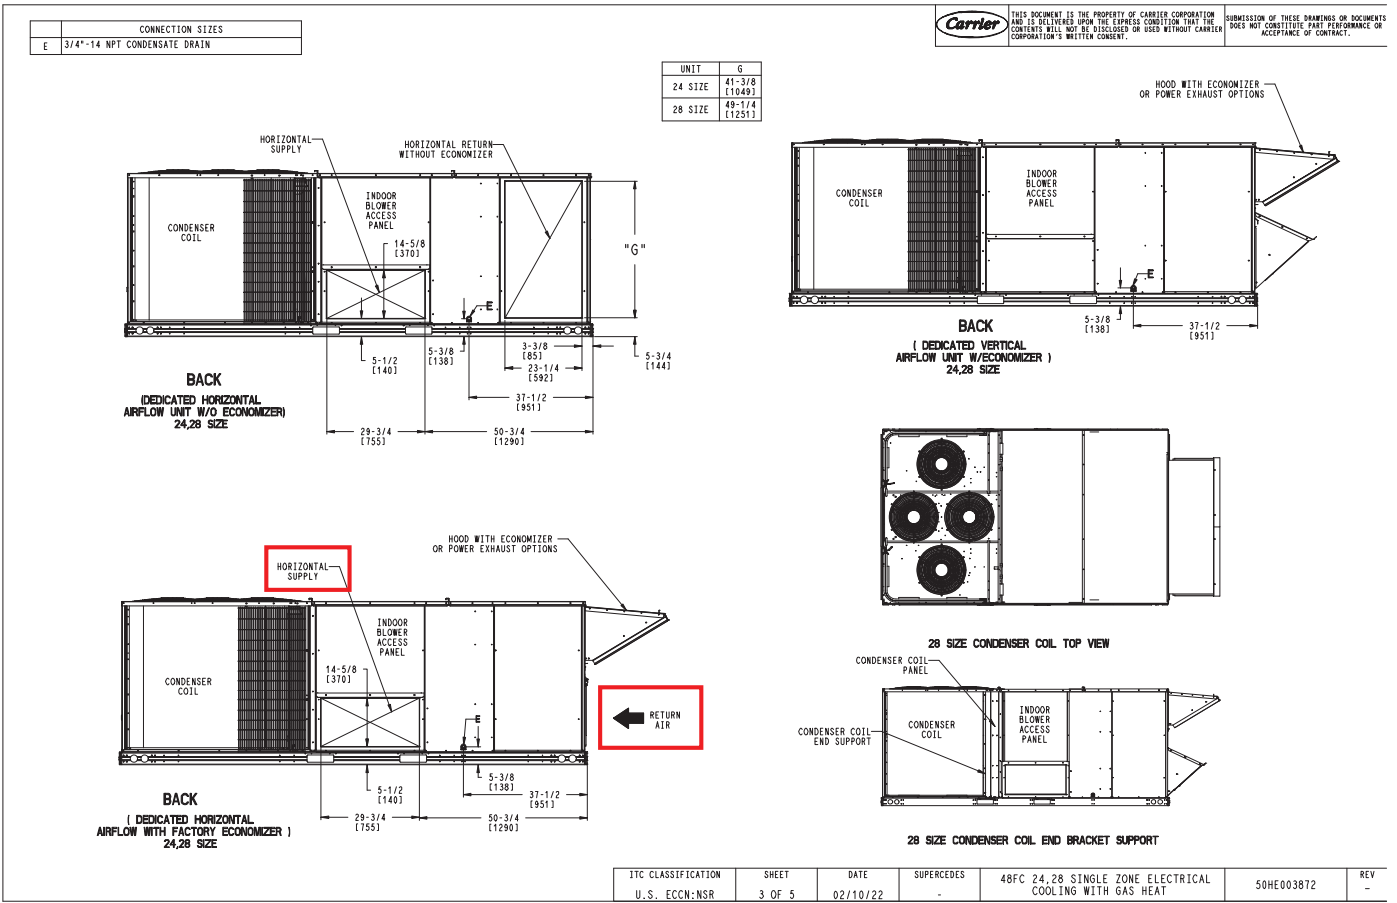 CONNECTION SIZES
E 3/4"-14 NPT CONDENSATE DRAIN
Carrier
THIS DOCUMENT IS THE PROPERTY OF CARRIER CORPORATION
AND IS DELIVERED UPON THE EXPRESS CONDITION THAT THE
CONTENTS WILL NOT BE DISCLOSED OR USED WITHOUT CARRIER
CORPORATION'S WRITTEN CONSENT.
SUBMISSION OF THESE DRAWINGS OR DOCUMENTS
DOES NOT CONSTITUTE PART PERFORMANCE OR
ACCEPTANCE OF CONTRACT.
UNIT G
24 SIZE 41-3/8
[1049]
28 SIZE 49-1/4
[1251]
HORIZONTAL
SUPPLY
HORIZONTAL RETURN
WITHOUT ECONOMIZER
CONDENSER
COIL
INDOOR
BLOWER
ACCESS
PANEL
14-5/8
[370]
"G"
E
5-1/2
[140]
5-3/8
[138]
3-3/8
[85]
23-1/4
[592]
5-3/4
[144]
37-1/2
[951]
29-3/4
[755]
50-3/4
[1290]
BACK
(DEDICATED HORIZONTAL
AIRFLOW UNIT W/O ECONOMIZER)
24,28 SIZE
HOOD WITH ECONOMIZER
OR POWER EXHAUST OPTIONS
CONDENSER
COIL
INDOOR
BLOWER
ACCESS
PANEL
E
5-3/8
[138]
37-1/2
[951]
BACK
( DEDICATED VERTICAL
AIRFLOW UNIT W/ECONOMIZER )
24,28 SIZE
28 SIZE CONDENSER COIL TOP VIEW
HORIZONTAL
SUPPLY
HOOD WITH ECONOMIZER
OR POWER EXHAUST OPTIONS
CONDENSER
COIL
INDOOR
BLOWER
ACCESS
PANEL
14-5/8
[370]
E
RETURN
AIR
5-1/2
[140]
5-3/8
[138]
37-1/2
[951]
29-3/4
[755]
50-3/4
[1290]
BACK
( DEDICATED HORIZONTAL
AIRFLOW WITH FACTORY ECONOMIZER )
24,28 SIZE
CONDENSER COIL
PANEL
CONDENSER COIL
END SUPPORT
CONDENSER
COIL
INDOOR
BLOWER
ACCESS
PANEL
28 SIZE CONDENSER COIL END BRACKET SUPPORT
ITC CLASSIFICATION
U.S. ECCN:NSR
SHEET
3 OF 5
DATE
02/10/22
SUPERCEDES
-
48FC 24,28 SINGLE ZONE ELECTRICAL
COOLING WITH GAS HEAT
50HE003872
REV
-